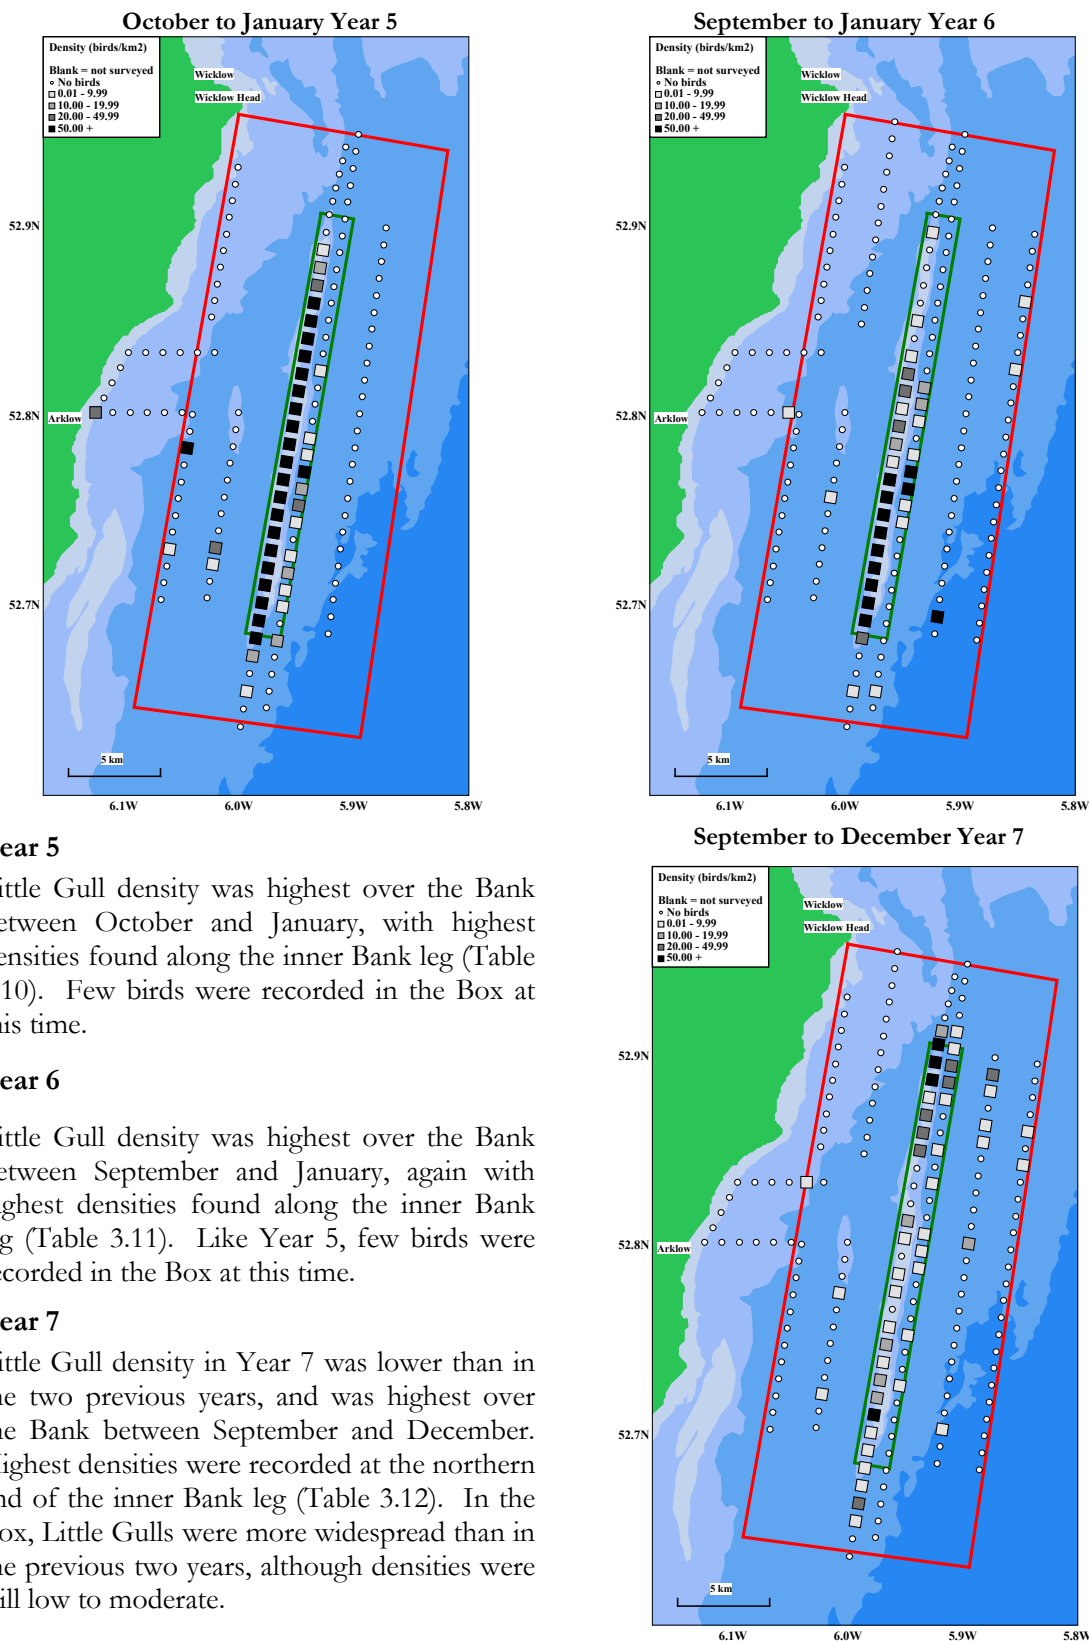 October to January Year 5
Density (birds/km2)
Blank = not surveyed
No birds
0.01 - 9.99
10.00 - 19.99
20.00 - 49.99
50.00 +
Wicklow
Wicklow Head
52.9N
52.8N
Arklow
52.7N
5 km
6.1W 6.0W 5.9W 5.8W
September to January Year 6
Density (birds/km2)
Blank = not surveyed
No birds
0.01 - 9.99
10.00 - 19.99
20.00 - 49.99
50.00 +
Wicklow
Wicklow Head
52.9N
52.8N
Arklow
52.7N
5 km
6.1W 6.0W 5.9W 5.8W
ear 5
ittle Gull density was highest over the Bank
etween October and January, with highest
ensities found along the inner Bank leg (Table
.10). Few birds were recorded in the Box at
his time.
ear 6
ittle Gull density was highest over the Bank
etween September and January, again with
ighest densities found along the inner Bank
eg (Table 3.11). Like Year 5, few birds were
ecorded in the Box at this time.
ear 7
ittle Gull density in Year 7 was lower than in
he two previous years, and was highest over
he Bank between September and December.
Highest densities were recorded at the northern
nd of the inner Bank leg (Table 3.12). In the
ox, Little Gulls were more widespread than in
he previous two years, although densities were
till low to moderate.
September to December Year 7
Density (birds/km2)
Blank = not surveyed
No birds
0.01 - 9.99
10.00 - 19.99
20.00 - 49.99
50.00 +
Wicklow
Wicklow Head
52.9N
52.8N
Arklow
52.7N
5 km
6.1W 6.0W 5.9W 5.8W